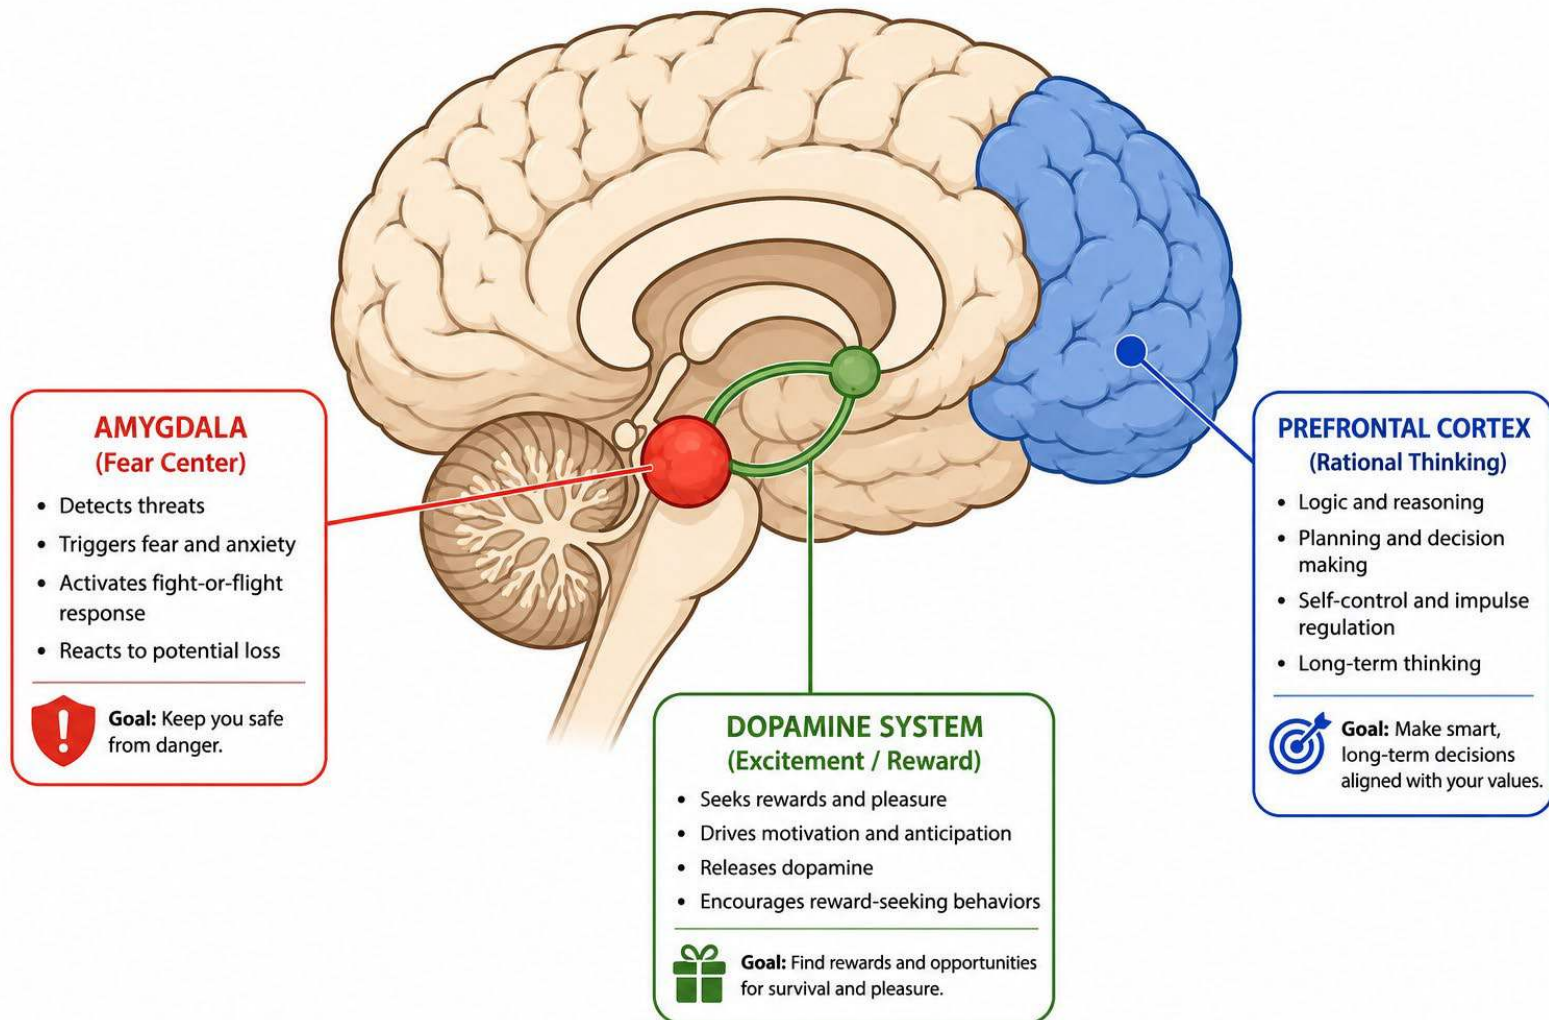 AMYGDALA
(Fear Center)
• Detects threats
• Triggers fear and anxiety
• Activates fight-or-flight
response
• Reacts to potential loss
Goal: Keep you safe
from danger.
DOPAMINE SYSTEM
(Excitement / Reward)
• Seeks rewards and pleasure
• Drives motivation and anticipation
• Releases dopamine
• Encourages reward-seeking behaviors
Goal: Find rewards and opportunities
for survival and pleasure.
PREFRONTAL CORTEX
(Rational Thinking)
• Logic and reasoning
• Planning and decision
making
• Self-control and impulse
regulation
• Long-term thinking
Goal: Make smart,
long-term decisions
aligned with your values.